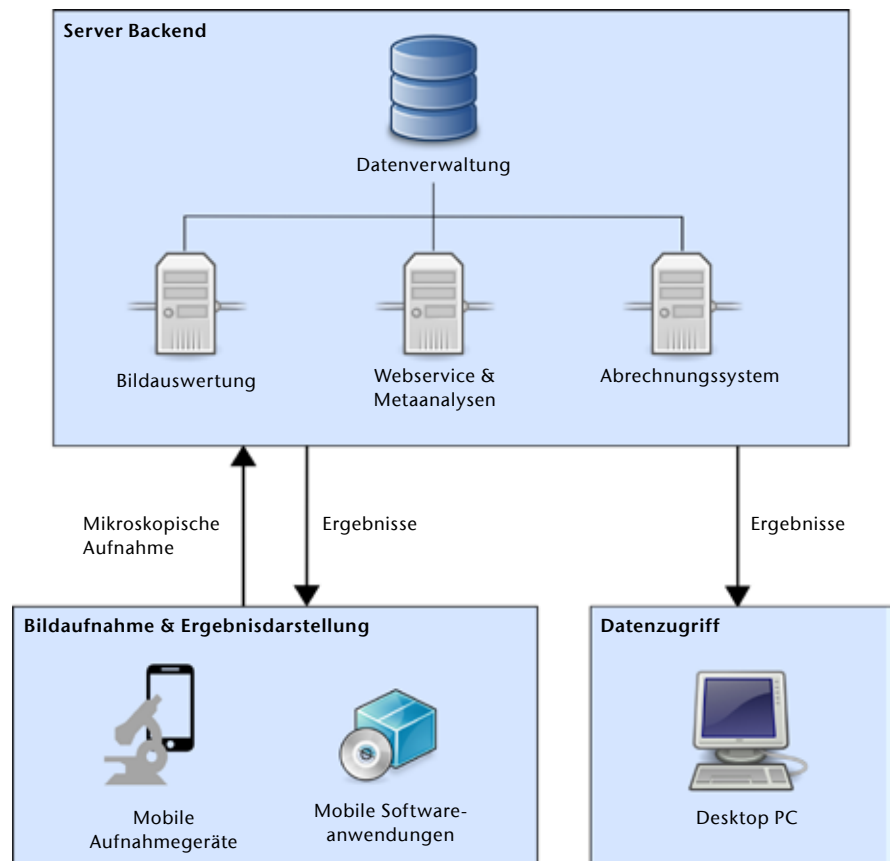 Server Backend
Datenverwaltung
Bildauswertung
Webservice &
Metaanalysen
Abrechnungssystem
Mikroskopische
Aufnahme
Ergebnisse
Ergebnisse
Bildaufnahme & Ergebnisdarstellung
Mobile
Aufnahmegeräte
Mobile Software-
anwendungen
Datenzugriff
Desktop PC